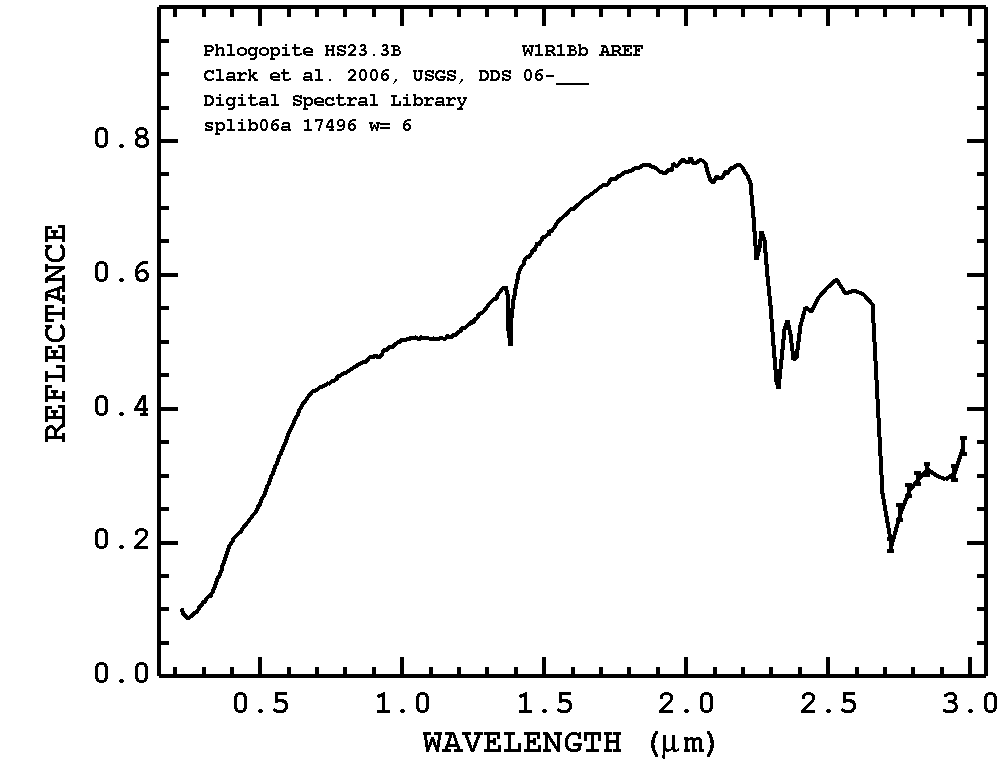 Phlogopite HS23.3B W1R1Bb AREF
Clark et al. 2006, USGS, DDS 06-___
Digital Spectral Library
splib06a 17496 w= 6
0.8
0.6
0.4
0.2
0.0
REFLECTANCE
0.5 1.0 1.5 2.0 2.5 3.0
WAVELENGTH (μm)